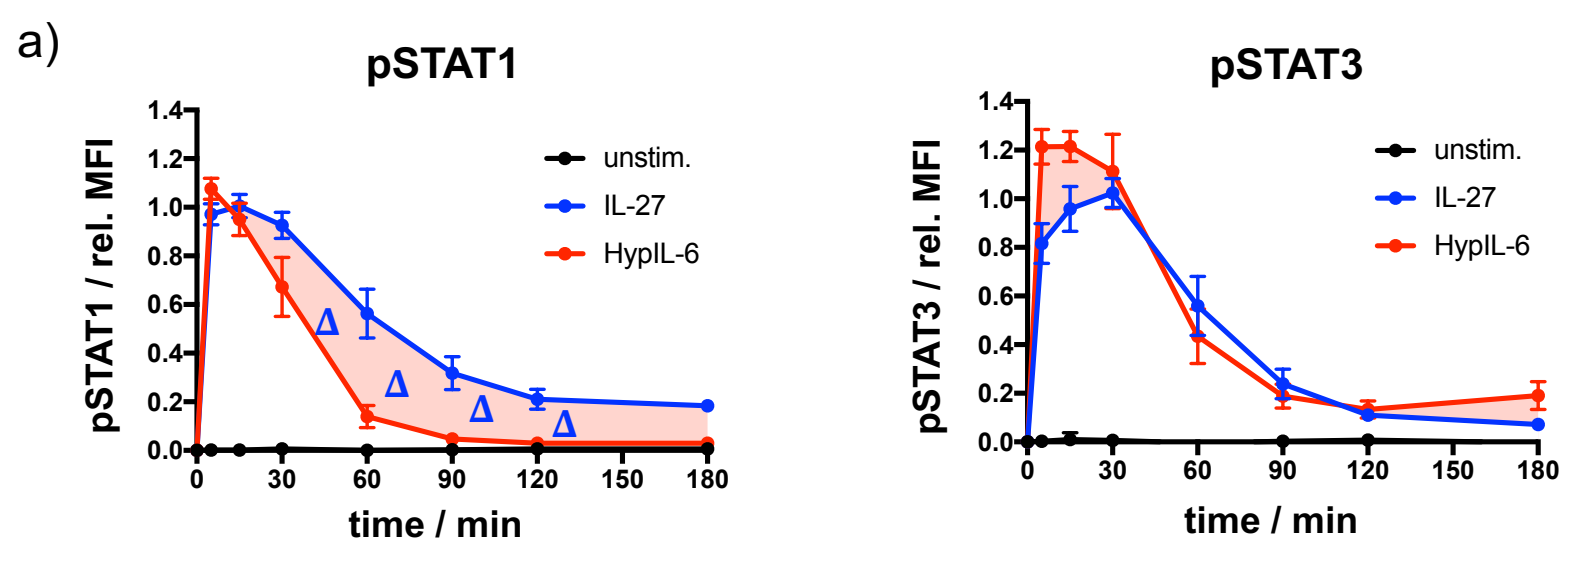 a)
pSTAT1
pSTAT1 / rel. MFI
1.4
1.2
1.0
0.8
0.6
0.4
0.2
0.0
0 30 60 90 120 150 180
time / min
unstim.
IL-27
HypIL-6
Δ
Δ
Δ
Δ
pSTAT3
pSTAT3 / rel. MFI
1.4
1.2
1.0
0.8
0.6
0.4
0.2
0.0
0 30 60 90 120 150 180
time / min
unstim.
IL-27
HypIL-6